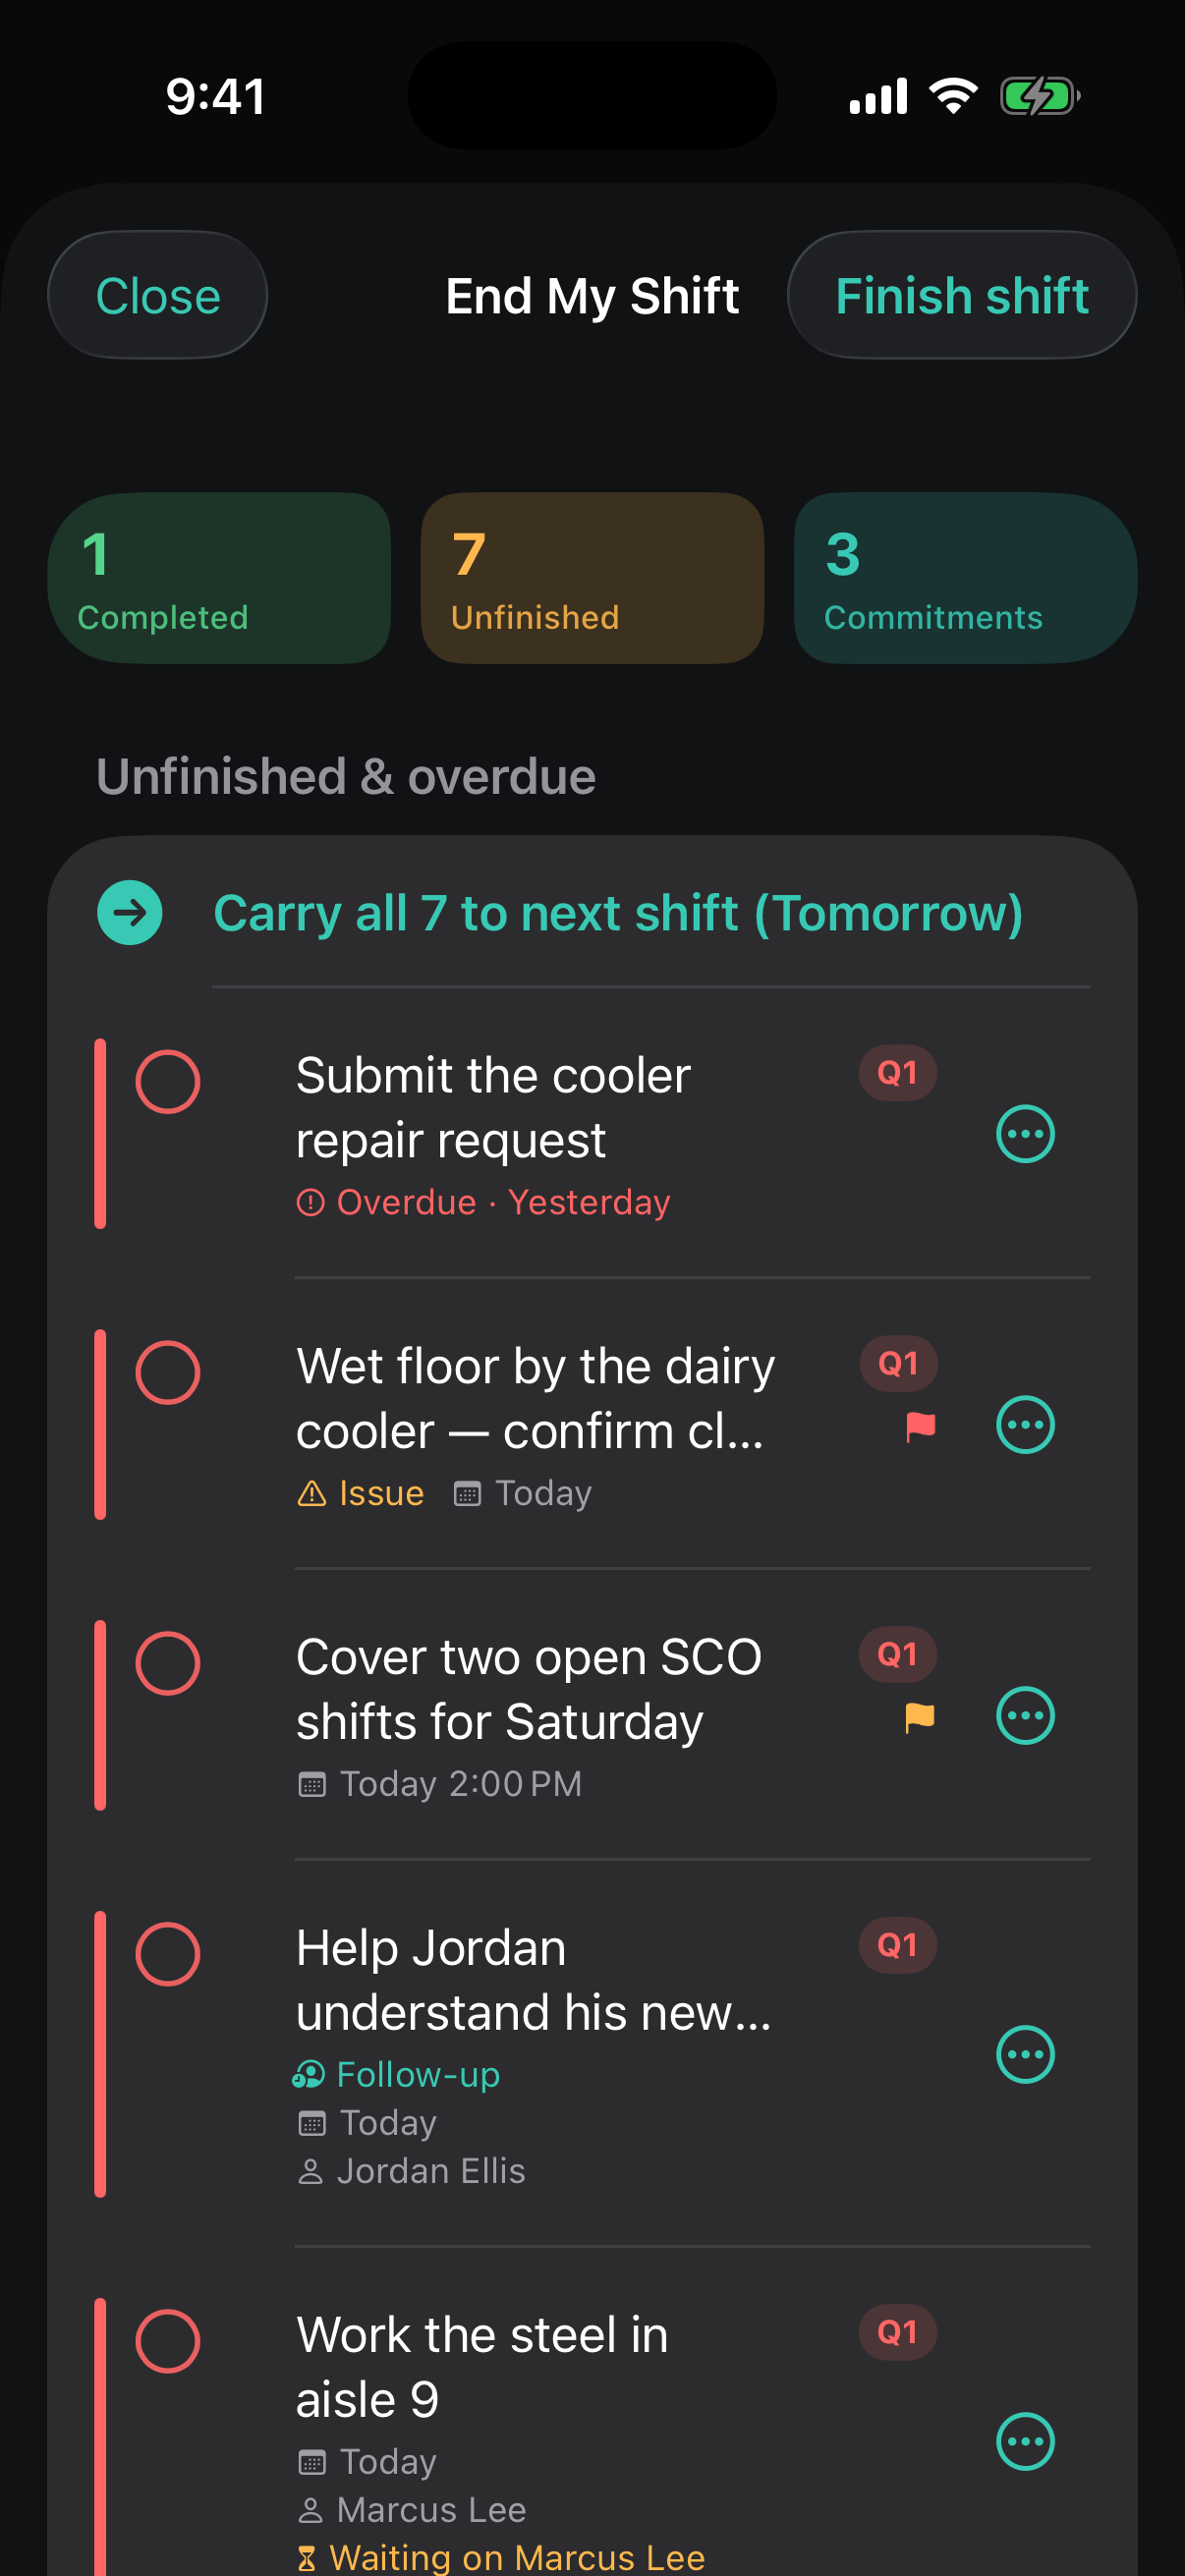 9:41
Close
End My Shift
Finish shift
1
Completed
7
Unfinished
3
Commitments
Unfinished & overdue
Carry all 7 to next shift (Tomorrow)
Submit the cooler
repair request
Q1
Overdue · Yesterday
Wet floor by the dairy
cooler — confirm cl...
Q1
Issue Today
Cover two open SCO
shifts for Saturday
Q1
Today 2:00 PM
Help Jordan
understand his new...
Q1
Follow-up
Today
Jordan Ellis
Work the steel in
aisle 9
Q1
Today
Marcus Lee
Waiting on Marcus Lee